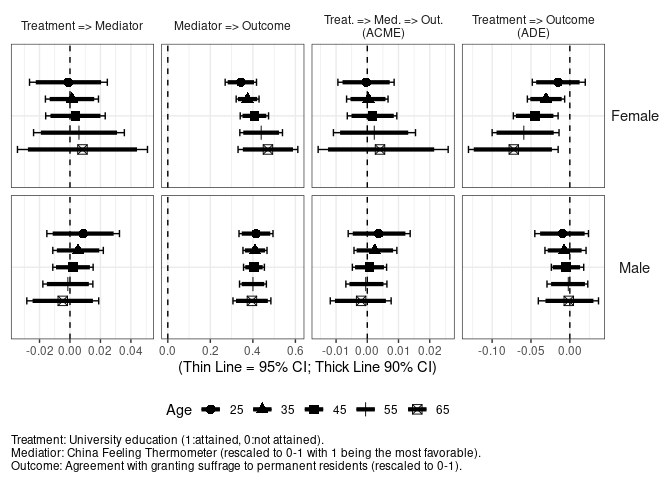 Treatment => Mediator
Mediator => Outcome
Treat. => Med. => Out.
(ACME)
Treatment => Outcome
(ADE)
Female
Male
-0.02 0.00 0.02 0.04
0.0 0.2 0.4 0.6
-0.01 0.00 0.01 0.02
-0.10 -0.05 0.00
(Thin Line = 95% CI; Thick Line 90% CI)
Age 25 35 45 55 65
Treatment: University education (1:attained, 0:not attained).
Mediatior: China Feeling Thermometer (rescaled to 0-1 with 1 being the most favorable).
Outcome: Agreement with granting suffrage to permanent residents (rescaled to 0-1).